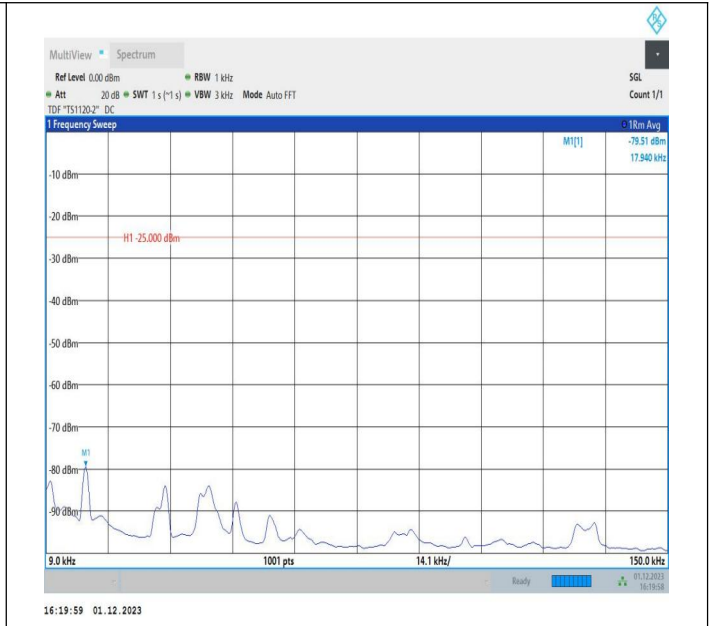 R S
MultiView Spectrum
Ref Level 0.00 dBm RBW 1 kHz SGL
Att 20 dB SWT 1 s (~1 s) VBW 3 kHz Mode Auto FFT Count 1/1
TDF "TS1120-2" DC
1 Frequency Sweep 1Rm Avg
M1[1] -79.51 dBm
17.940 kHz
-10 dBm
-20 dBm
H1 -25.000 dBm
-30 dBm
-40 dBm
-50 dBm
-60 dBm
-70 dBm
M1
-80 dBm
-90 dBm
9.0 kHz 1001 pts 14.1 kHz/ 150.0 kHz
Ready 01.12.2023
16:19:58
16:19:59 01.12.2023